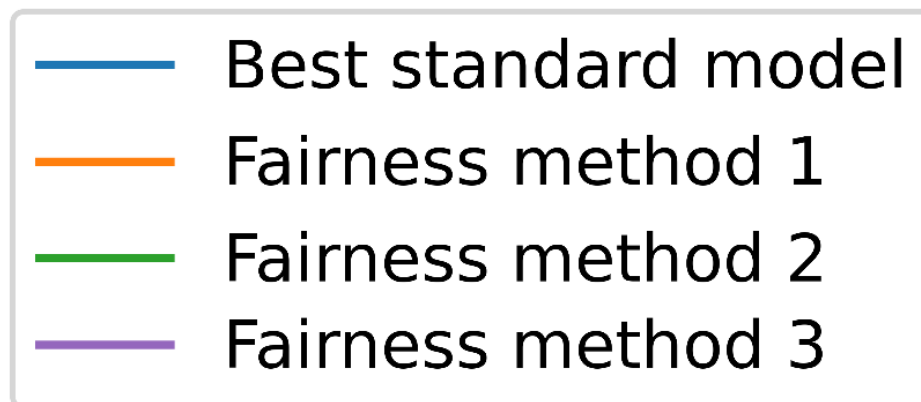 Best standard model
Fairness method 1
Fairness method 2
Fairness method 3